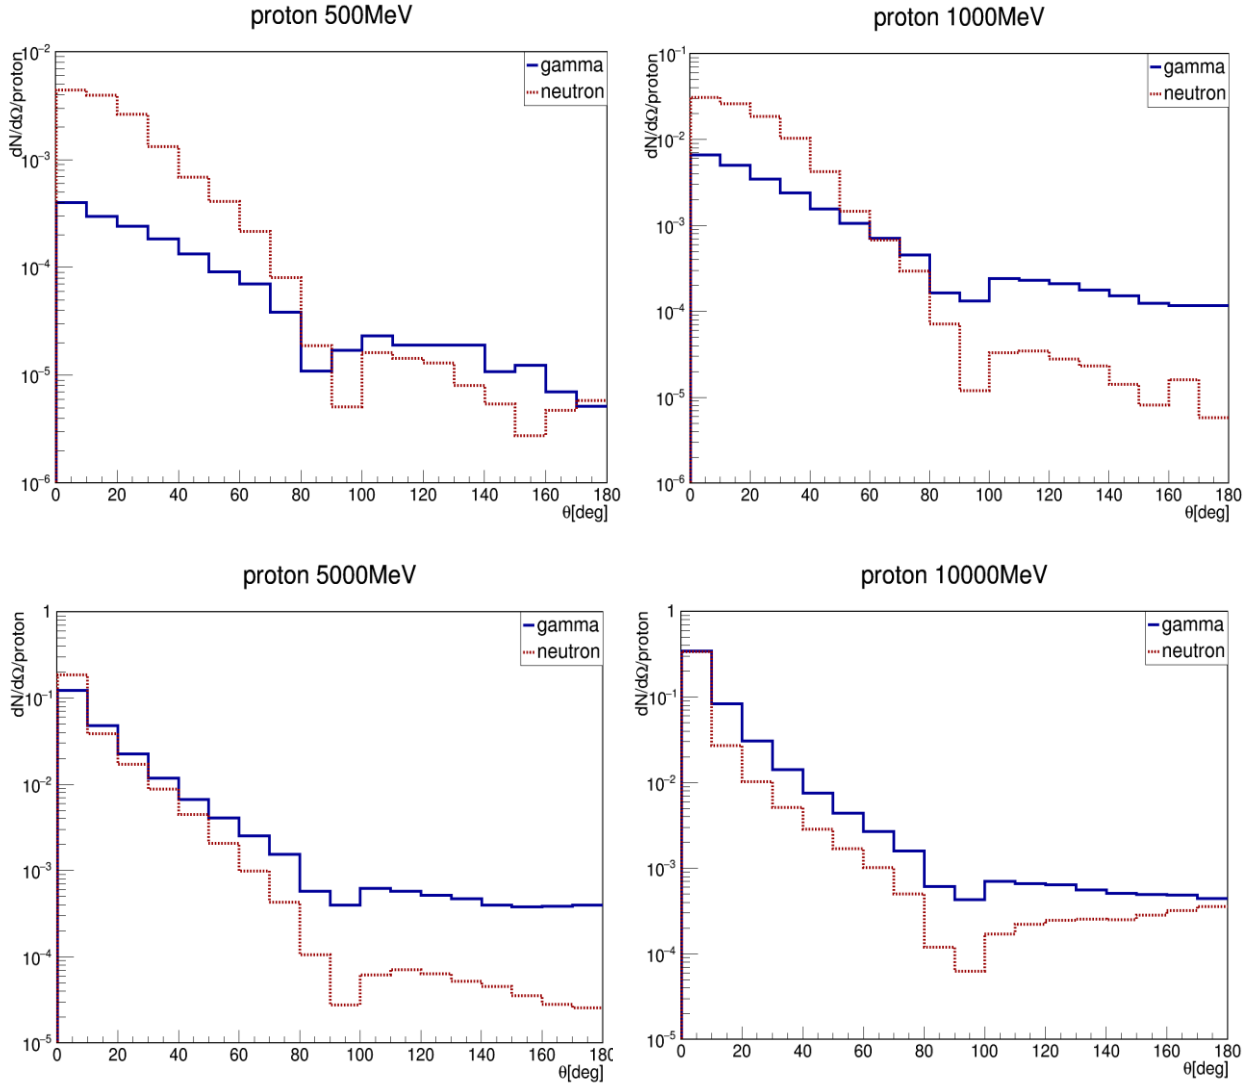 proton 500MeV
dN/dΩ/proton
10⁻²
10⁻³
10⁻⁴
10⁻⁵
10⁻⁶
gamma
neutron
0 20 40 60 80 100 120 140 160 180
θ[deg]
proton 1000MeV
dN/dΩ/proton
10⁻¹
10⁻²
10⁻³
10⁻⁴
10⁻⁵
10⁻⁶
gamma
neutron
0 20 40 60 80 100 120 140 160 180
θ[deg]
proton 5000MeV
dN/dΩ/proton
1
10⁻¹
10⁻²
10⁻³
10⁻⁴
10⁻⁵
gamma
neutron
0 20 40 60 80 100 120 140 160 180
θ[deg]
proton 10000MeV
dN/dΩ/proton
1
10⁻¹
10⁻²
10⁻³
10⁻⁴
10⁻⁵
gamma
neutron
0 20 40 60 80 100 120 140 160 180
θ[deg]